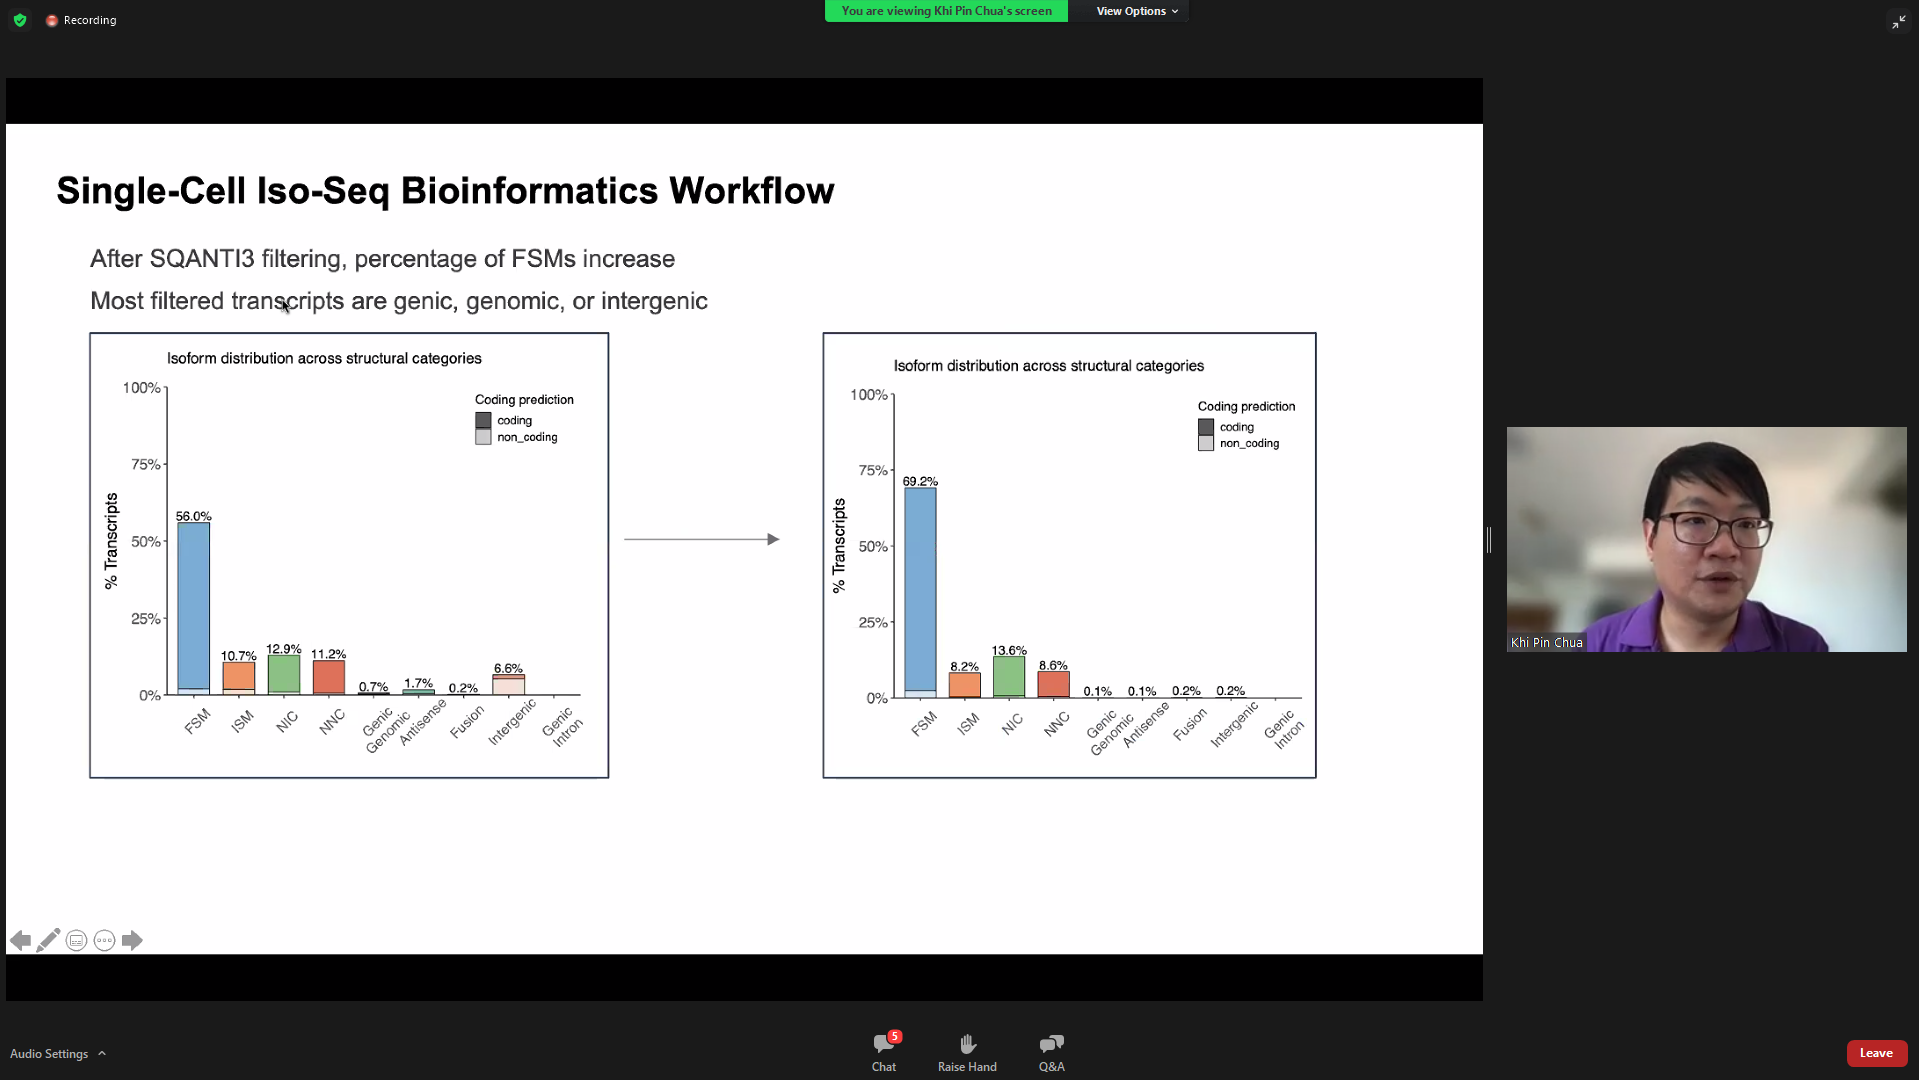 Recording
You are viewing Khi Pin Chua's screen
View Options
Single-Cell Iso-Seq Bioinformatics Workflow
After SQANTI3 filtering, percentage of FSMs increase
Most filtered transcripts are genic, genomic, or intergenic
Isoform distribution across structural categories
Coding prediction
coding
non_coding
% Transcripts
100%
75%
50%
25%
0%
56.0%
10.7%
12.9%
11.2%
0.7%
1.7%
0.2%
6.6%
FSM
ISM
NIC
NNC
Genic
Genomic
Antisense
Fusion
Intergenic
Genic
Intron
Isoform distribution across structural categories
Coding prediction
coding
non_coding
% Transcripts
100%
75%
50%
25%
0%
69.2%
8.2%
13.6%
8.6%
0.1%
0.1%
0.2%
0.2%
FSM
ISM
NIC
NNC
Genic
Genomic
Antisense
Fusion
Intergenic
Genic
Intron
Khi Pin Chua
Audio Settings
5
Chat
Raise Hand
Q&A
Leave